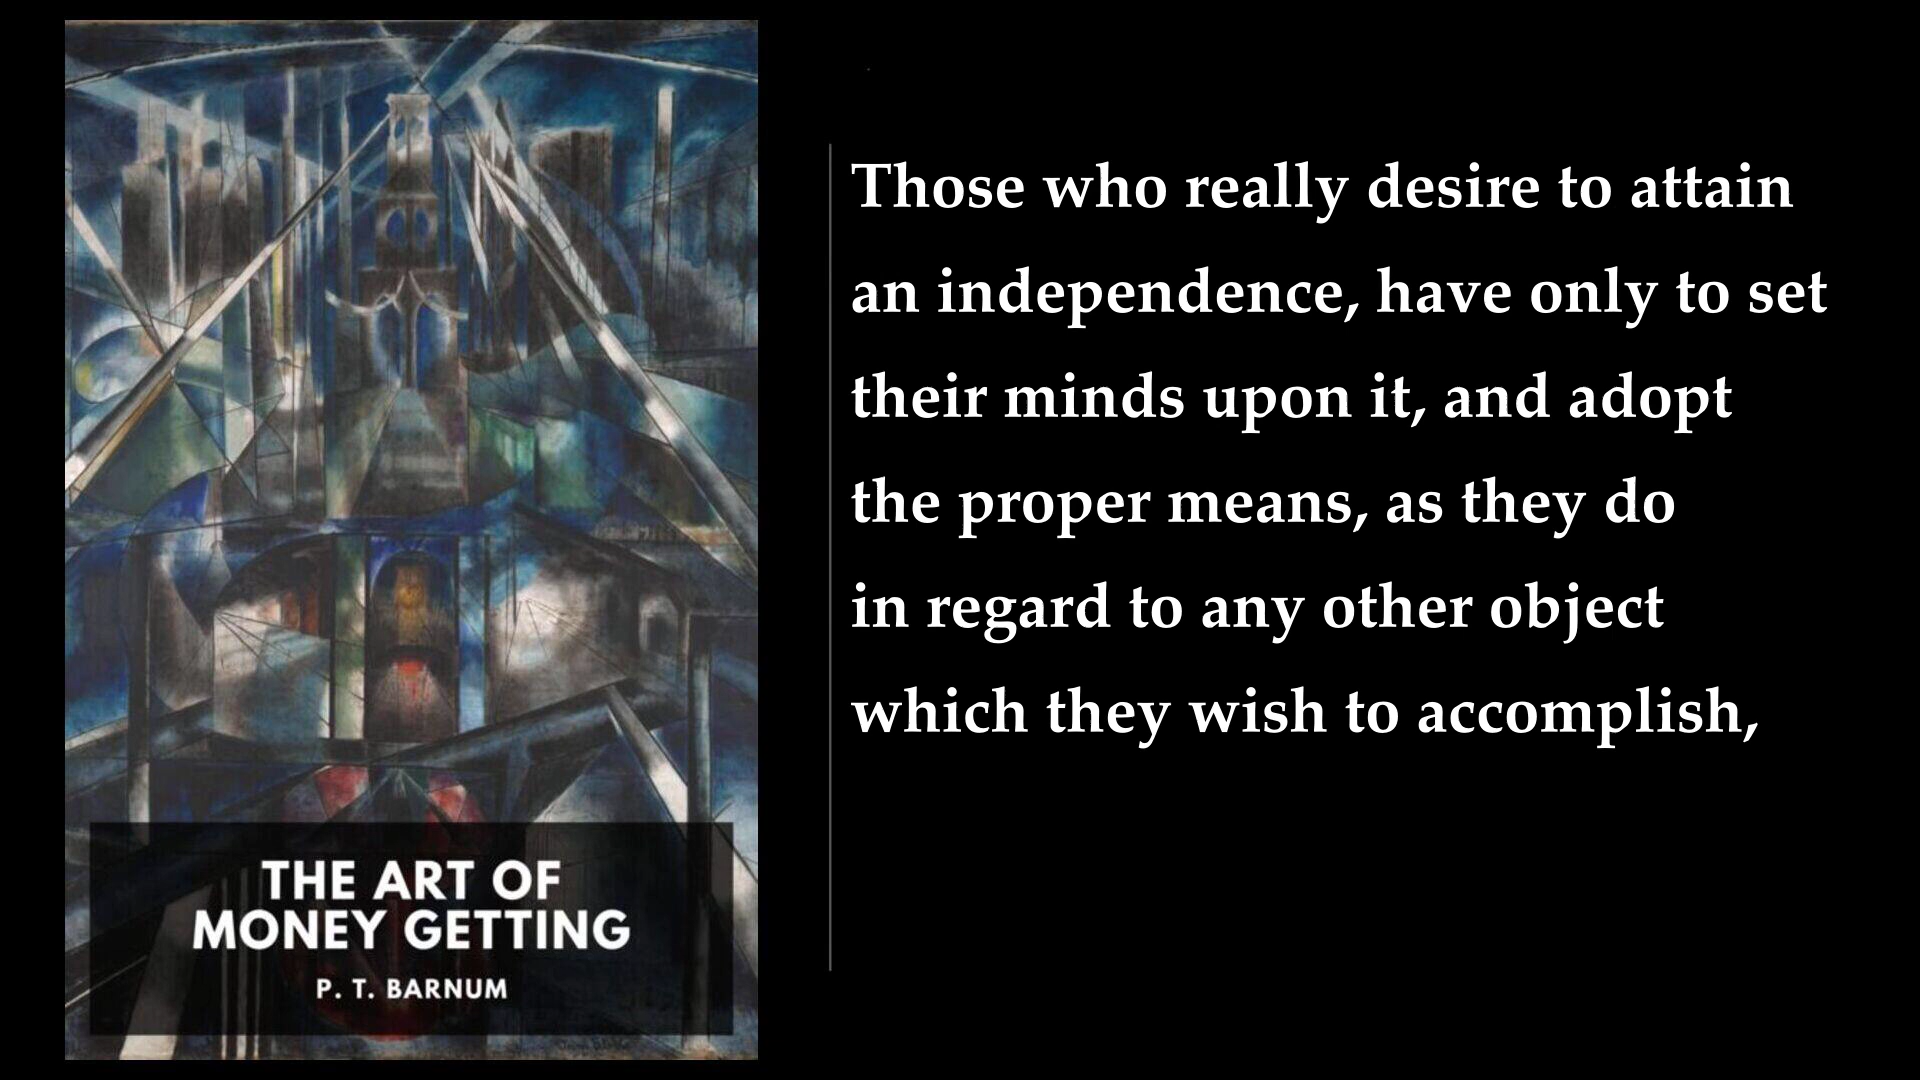 THE ART OF
MONEY GETTING
P. T. BARNUM
Those who really desire to attain
an independence, have only to set
their minds upon it, and adopt
the proper means, as they do
in regard to any other object
which they wish to accomplish,